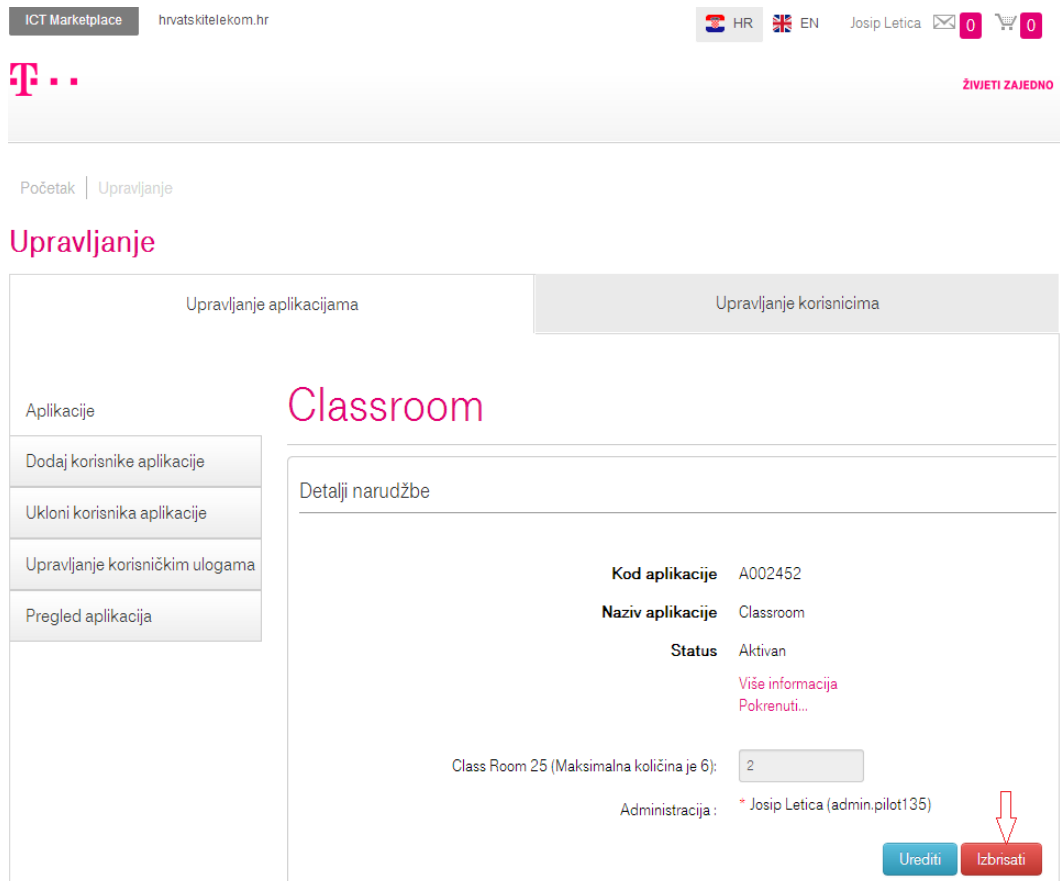 ICT Marketplace hrvatskitelekom.hr HR EN Josip Letica 0 0
T
ŽIVJETI ZAJEDNO
Početak Upravljanje
Upravljanje
Upravljanje aplikacijama Upravljanje korisnicima
Aplikacije
Dodaj korisnike aplikacije
Ukloni korisnika aplikacije
Upravljanje korisničkim ulogama
Pregled aplikacija
Classroom
Detalji narudžbe
Kod aplikacije A002452
Naziv aplikacije Classroom
Status Aktivan
Više informacija
Pokrenuti...
Class Room 25 (Maksimalna količina je 6): 2
Administracija : * Josip Letica (admin.pilot135)
Urediti Izbrisati